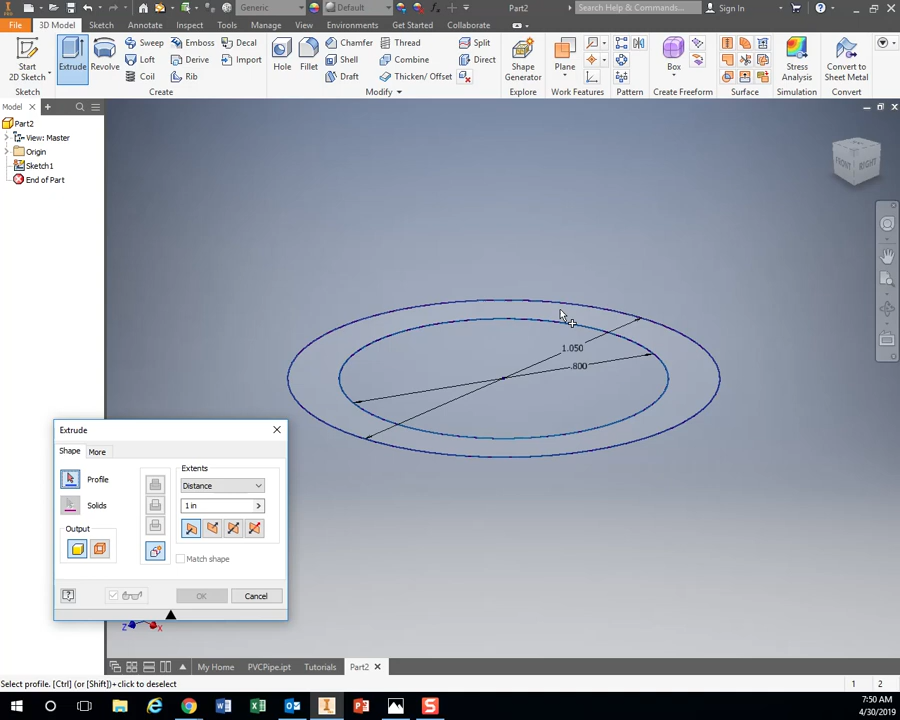 Generic
Default
Part2
Search Help & Commands...
Sign In
File
3D Model
Sketch
Annotate
Inspect
Tools
Manage
View
Environments
Get Started
Collaborate
Start
2D Sketch
Extrude
Revolve
Sweep
Loft
Coil
Emboss
Derive
Rib
Decal
Import
Hole
Fillet
Chamfer
Shell
Draft
Thread
Combine
Thicken/ Offset
Split
Direct
Shape
Generator
Plane
Box
Stress
Analysis
Convert to
Sheet Metal
Sketch
Create
Modify
Explore
Work Features
Pattern
Create Freeform
Surface
Simulation
Convert
Model
Part2
View: Master
Origin
Sketch1
End of Part
FRONT
RIGHT
1.050
.800
Extrude
Shape
More
Profile
Solids
Output
Extents
Distance
1 in
Match shape
OK
Cancel
Z
X
My Home
PVCPipe.ipt
Tutorials
Part2
Select profile. [Ctrl] (or [Shift])+click to deselect
1
2
7:50 AM
4/30/2019